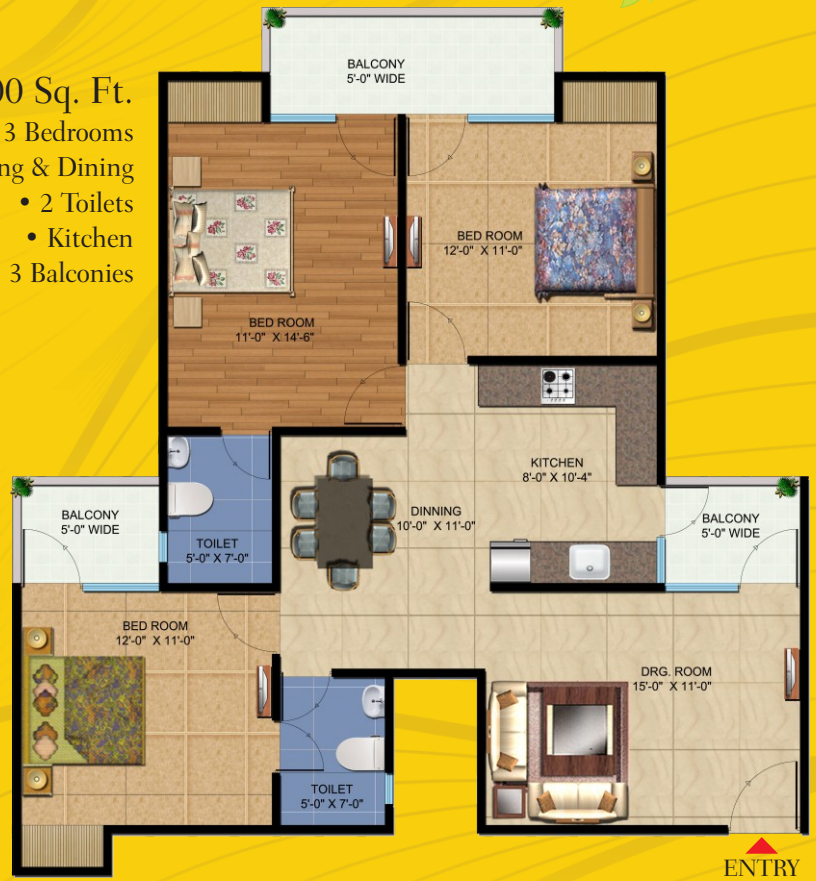 00 Sq. Ft.
3 Bedrooms
& Dining
• 2 Toilets
• Kitchen
3 Balconies
BALCONY
5'-0" WIDE
BED ROOM
12'-0" X 11'-0"
BED ROOM
11'-0" X 14'-6"
KITCHEN
8'-0" X 10'-4"
DINNING
10'-0" X 11'-0"
BALCONY
5'-0" WIDE
TOILET
5'-0" X 7'-0"
BALCONY
5'-0" WIDE
BED ROOM
12'-0" X 11'-0"
DRG. ROOM
15'-0" X 11'-0"
TOILET
5'-0" X 7'-0"
ENTRY